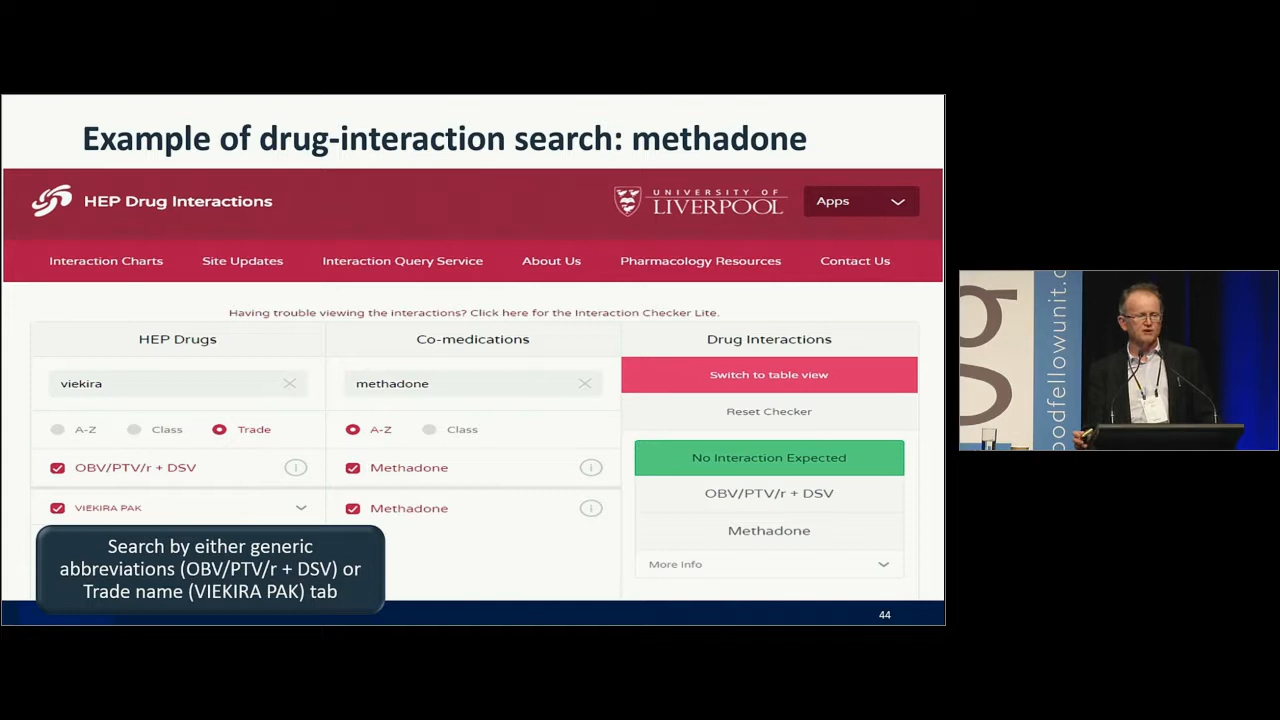 Example of drug-interaction search: methadone
HEP Drug Interactions
UNIVERSITY OF
LIVERPOOL
Apps
Interaction Charts
Site Updates
Interaction Query Service
About Us
Pharmacology Resources
Contact Us
Having trouble viewing the interactions? Click here for the Interaction Checker Lite.
HEP Drugs
Co-medications
Drug Interactions
viekira
methadone
Switch to table view
A-Z
Class
Trade
A-Z
Class
Reset Checker
OBV/PTV/r + DSV
Methadone
No Interaction Expected
VIEKIRA PAK
Methadone
OBV/PTV/r + DSV
Methadone
More Info
Search by either generic
abbreviations (OBV/PTV/r + DSV) or
Trade name (VIEKIRA PAK) tab
44
g
oodfellowunit.c